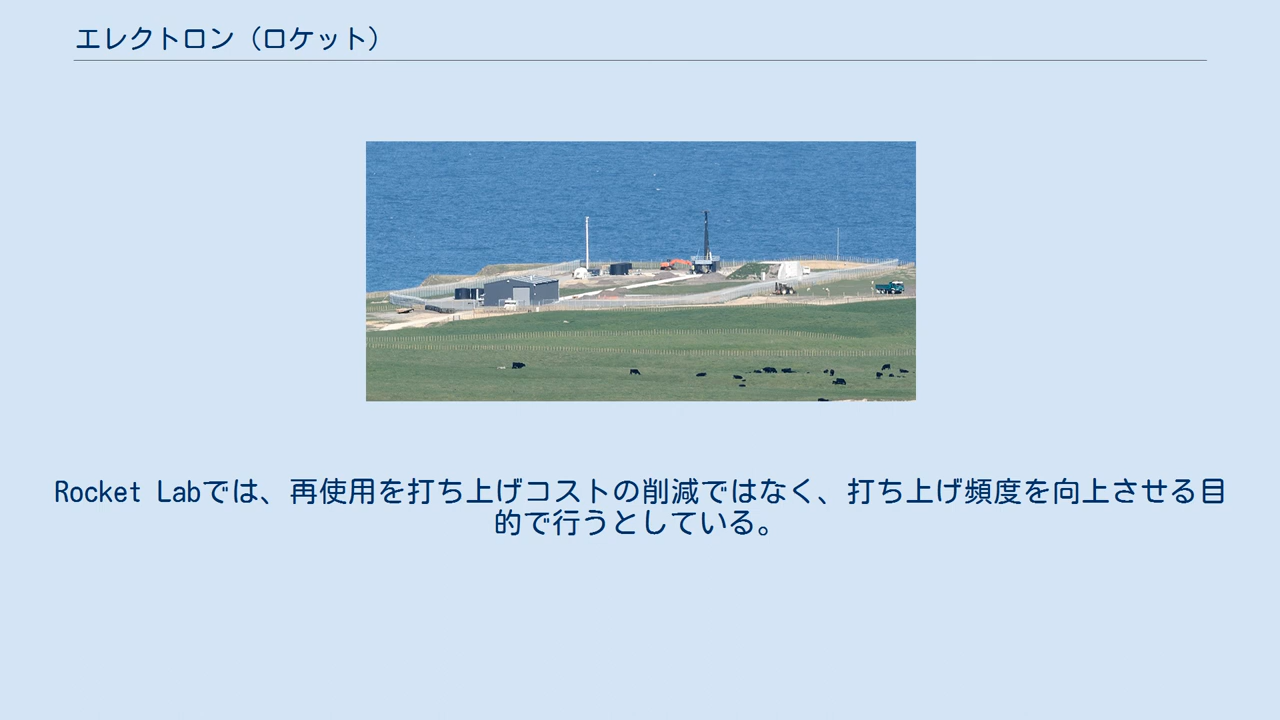 エレクトロン（ロケット）
Rocket Labでは、再使用を打ち上げコストの削減ではなく、打ち上げ頻度を向上させる目
的で行うとしている。